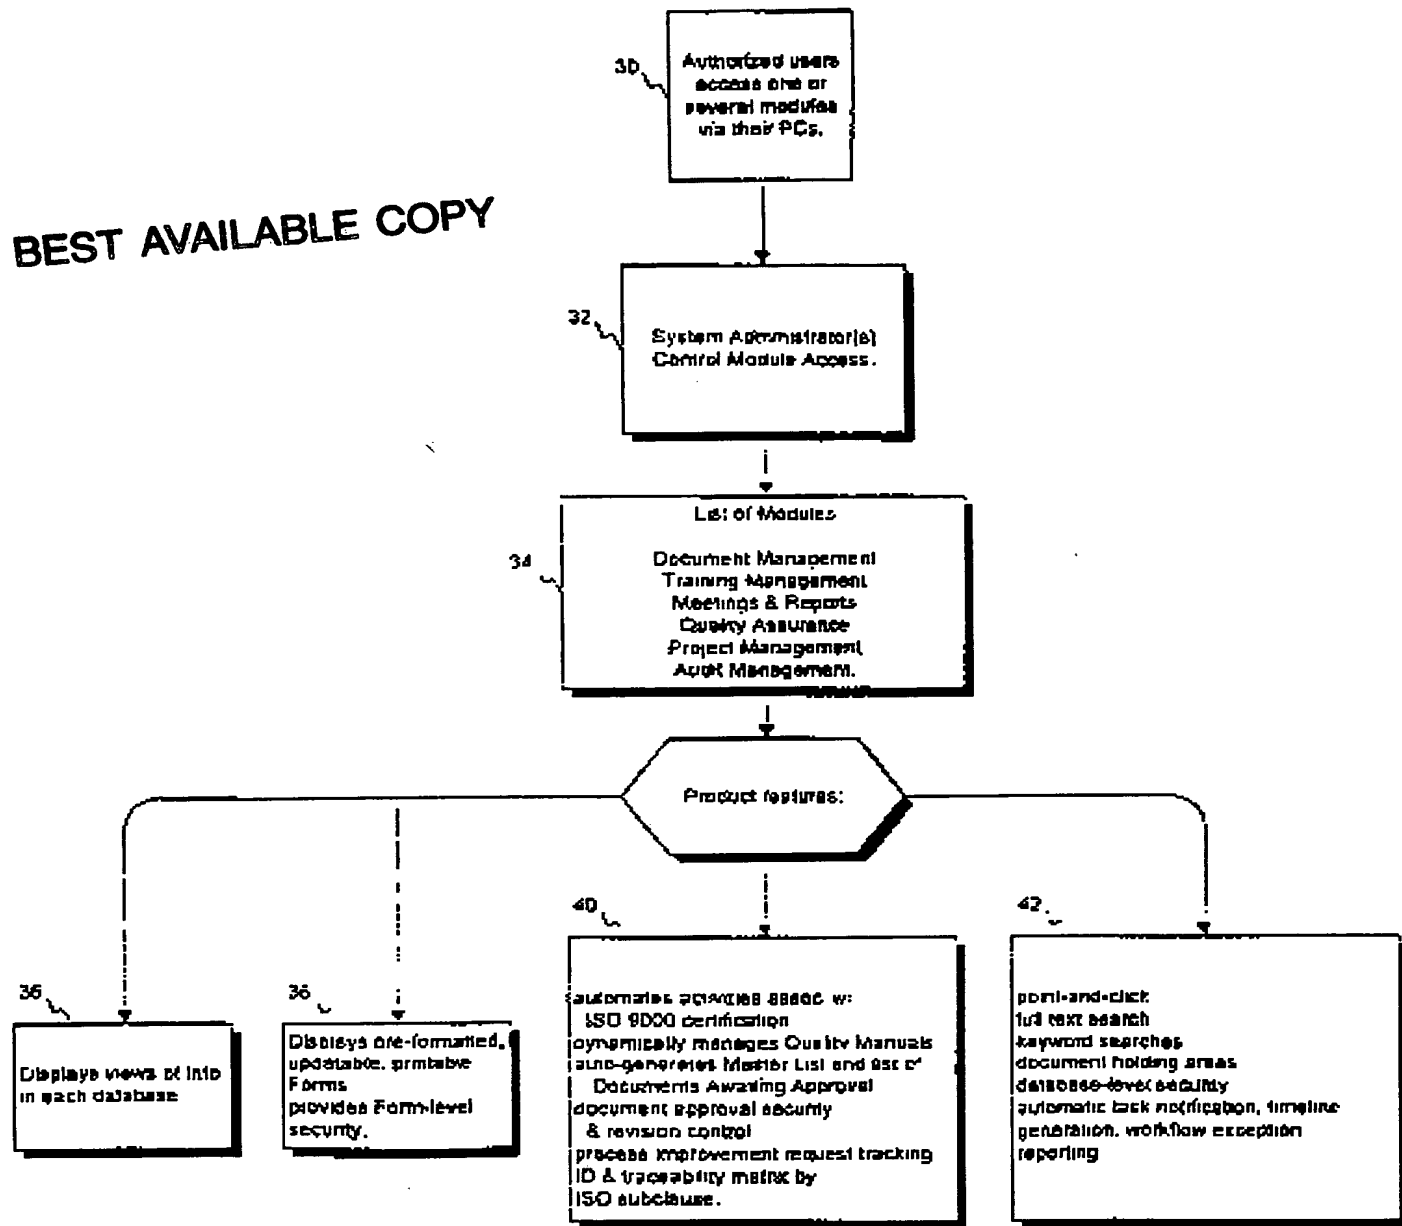 30
Authorized users
access one or
several modules
via their PCs.
BEST AVAILABLE COPY
32
System Administrator(s)
Control Module Access.
34
List of Modules
Document Management
Training Management
Meetings & Reports
Quality Assurance
Project Management
Audit Management.
Product features:
36
Displays views of info
in each database
Displays pre-formatted,
updatable, printable
Forms
provides Form-level
security.
40
automates activities assoc. w/
ISO 9000 certification
dynamically manages Quality Manuals
auto-generates Master List and list of
Documents Awaiting Approval
document approval security
& revision control
process improvement request tracking
ID & traceability matrix by
ISO subclause.
42
point-and-click
full text search
keyword searches
document holding areas
database-level security
automatic task notification, timeline
generation, workflow exception
reporting